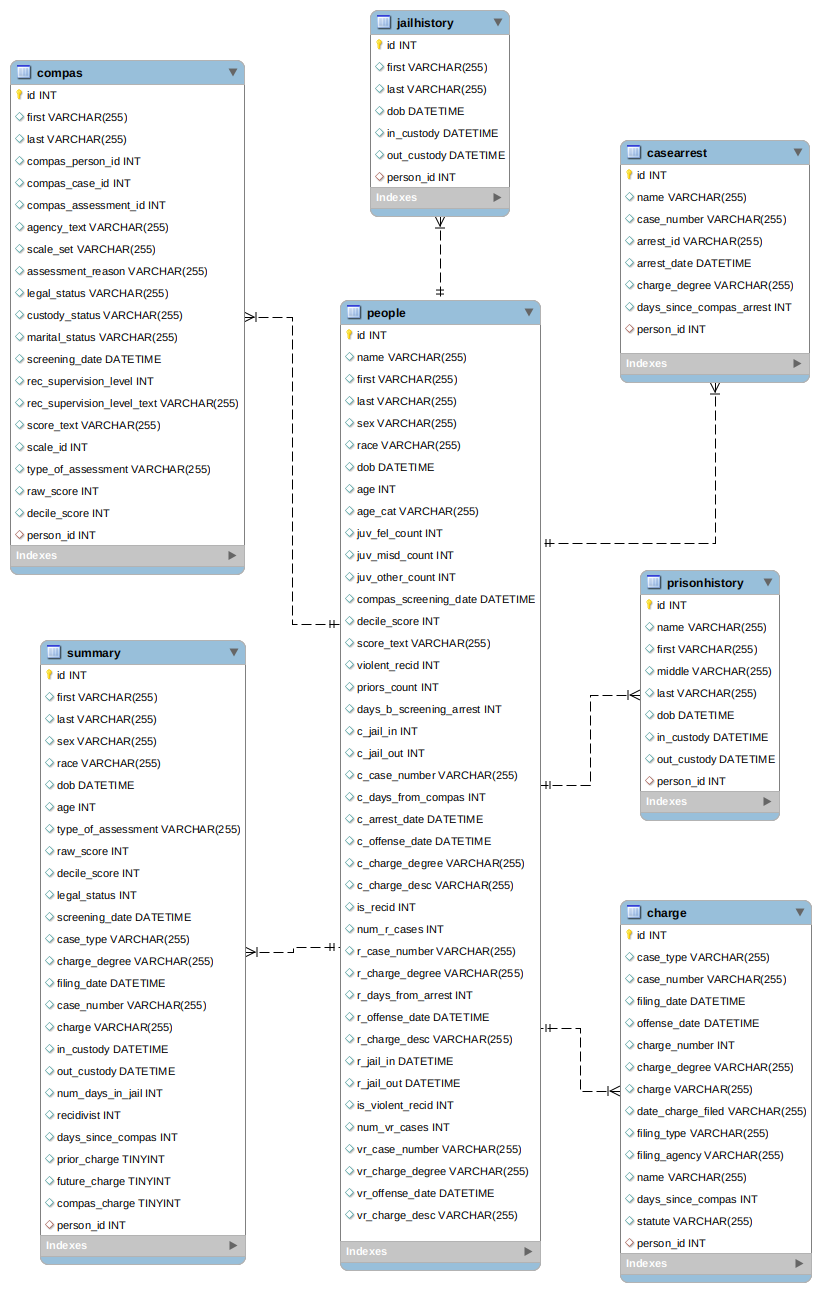 jailhistory
id INT
first VARCHAR(255)
last VARCHAR(255)
dob DATETIME
in_custody DATETIME
out_custody DATETIME
person_id INT
Indexes
compas
id INT
first VARCHAR(255)
last VARCHAR(255)
compas_person_id INT
compas_case_id INT
compas_assessment_id INT
agency_text VARCHAR(255)
scale_set VARCHAR(255)
assessment_reason VARCHAR(255)
legal_status VARCHAR(255)
custody_status VARCHAR(255)
marital_status VARCHAR(255)
screening_date DATETIME
rec_supervision_level INT
rec_supervision_level_text VARCHAR(255)
score_text VARCHAR(255)
scale_id INT
type_of_assessment VARCHAR(255)
raw_score INT
decile_score INT
person_id INT
Indexes
casearrest
id INT
name VARCHAR(255)
case_number VARCHAR(255)
arrest_id VARCHAR(255)
arrest_date DATETIME
charge_degree VARCHAR(255)
days_since_compas_arrest INT
person_id INT
Indexes
people
id INT
name VARCHAR(255)
first VARCHAR(255)
last VARCHAR(255)
sex VARCHAR(255)
race VARCHAR(255)
dob DATETIME
age INT
age_cat VARCHAR(255)
juv_fel_count INT
juv_misd_count INT
juv_other_count INT
compas_screening_date DATETIME
decile_score INT
score_text VARCHAR(255)
violent_recid INT
priors_count INT
days_b_screening_arrest INT
c_jail_in INT
c_jail_out INT
c_case_number VARCHAR(255)
c_days_from_compas INT
c_arrest_date DATETIME
c_offense_date DATETIME
c_charge_degree VARCHAR(255)
c_charge_desc VARCHAR(255)
is_recid INT
num_r_cases INT
r_case_number VARCHAR(255)
r_charge_degree VARCHAR(255)
r_days_from_arrest INT
r_offense_date DATETIME
r_charge_desc VARCHAR(255)
r_jail_in DATETIME
r_jail_out DATETIME
is_violent_recid INT
num_vr_cases INT
vr_case_number VARCHAR(255)
vr_charge_degree VARCHAR(255)
vr_offense_date DATETIME
vr_charge_desc VARCHAR(255)
Indexes
prisonhistory
id INT
name VARCHAR(255)
first VARCHAR(255)
middle VARCHAR(255)
last VARCHAR(255)
dob DATETIME
in_custody DATETIME
out_custody DATETIME
person_id INT
Indexes
summary
id INT
first VARCHAR(255)
last VARCHAR(255)
sex VARCHAR(255)
race VARCHAR(255)
dob DATETIME
age INT
type_of_assessment VARCHAR(255)
raw_score INT
decile_score INT
legal_status INT
screening_date DATETIME
case_type VARCHAR(255)
charge_degree VARCHAR(255)
filing_date DATETIME
case_number VARCHAR(255)
charge VARCHAR(255)
in_custody DATETIME
out_custody DATETIME
num_days_in_jail INT
recidivist INT
days_since_compas INT
prior_charge TINYINT
future_charge TINYINT
compas_charge TINYINT
person_id INT
Indexes
charge
id INT
case_type VARCHAR(255)
case_number VARCHAR(255)
filing_date DATETIME
offense_date DATETIME
charge_number INT
charge_degree VARCHAR(255)
charge VARCHAR(255)
date_charge_filed VARCHAR(255)
filing_type VARCHAR(255)
filing_agency VARCHAR(255)
name VARCHAR(255)
days_since_compas INT
statute VARCHAR(255)
person_id INT
Indexes